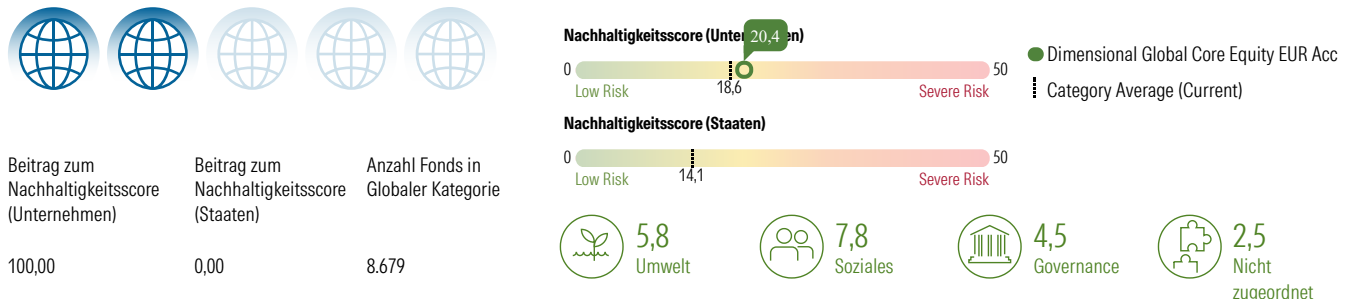 Beitrag zum
Nachhaltigkeitsscore
(Unternehmen)
100,00
Beitrag zum
Nachhaltigkeitsscore
(Staaten)
0,00
Anzahl Fonds in
Globaler Kategorie
8.679
Nachhaltigkeitsscore (Unter en)
20,4
0
50
Low Risk
18,6
Severe Risk
Dimensional Global Core Equity EUR Acc
Category Average (Current)
Nachhaltigkeitsscore (Staaten)
0
50
Low Risk
14,1
Severe Risk
5,8
Umwelt
7,8
Soziales
4,5
Governance
2,5
Nicht
zugeordnet